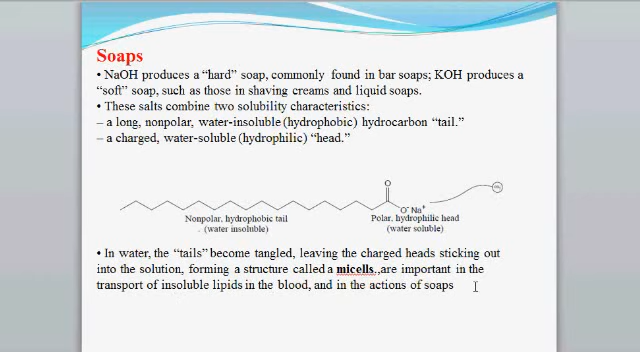 Soaps
• NaOH produces a "hard" soap, commonly found in bar soaps; KOH produces a
"soft" soap, such as those in shaving creams and liquid soaps.
• These salts combine two solubility characteristics:
– a long, nonpolar, water-insoluble (hydrophobic) hydrocarbon "tail."
– a charged, water-soluble (hydrophilic) "head."
O
O⁻ Na⁺
Nonpolar, hydrophobic tail
. (water insoluble)
Polar, hydrophilic head
(water soluble)
• In water, the "tails" become tangled, leaving the charged heads sticking out
into the solution, forming a structure called a micells.,are important in the
transport of insoluble lipids in the blood, and in the actions of soaps